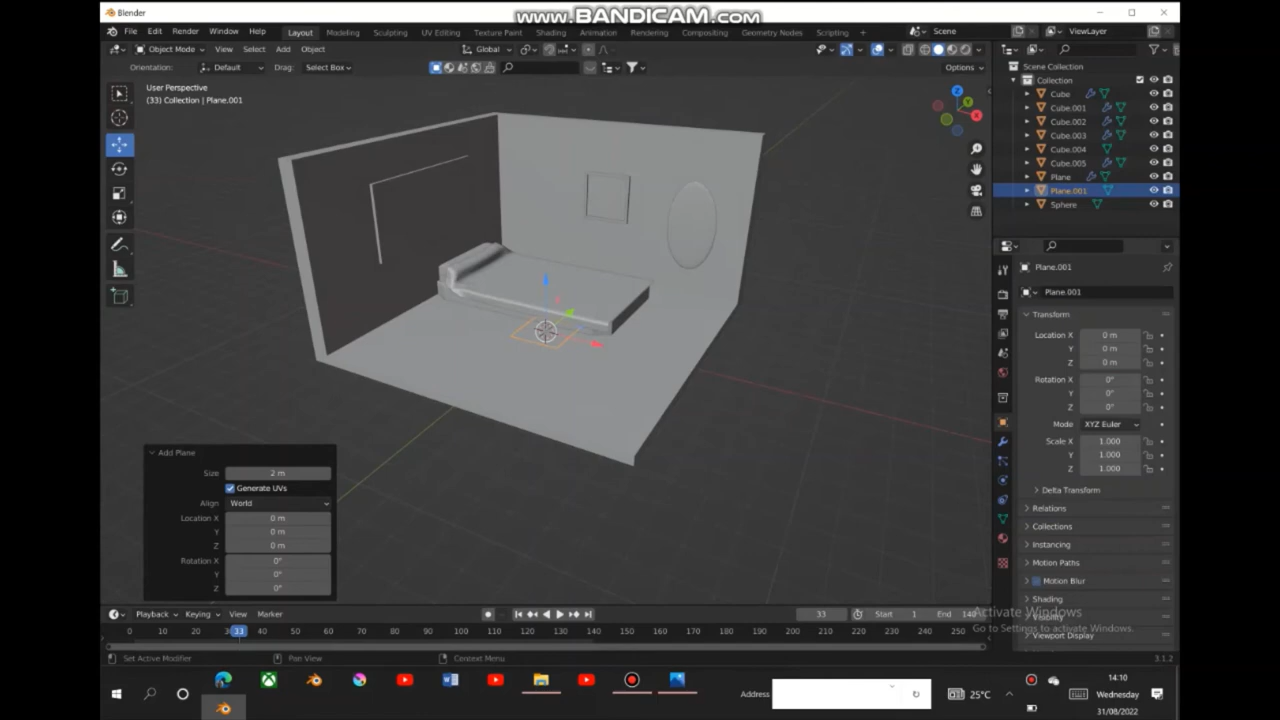 www.BANDICAM.com
Blender
File Edit Render Window Help Layout Modeling Sculpting UV Editing Texture Paint Shading Animation Rendering Compositing Geometry Nodes Scripting + Scene ViewLayer
Object Mode View Select Add Object Global
Orientation: Default Drag: Select Box Options
User Perspective
(33) Collection | Plane.001
Z
Y
X
Scene Collection
Collection
Cube
Cube.001
Cube.002
Cube.003
Cube.004
Cube.005
Plane
Plane.001
Sphere
Plane.001
Plane.001
Transform
Location X 0 m
Y 0 m
Z 0 m
Rotation X 0°
Y 0°
Z 0°
Mode XYZ Euler
Scale X 1.000
Y 1.000
Z 1.000
Delta Transform
Relations
Collections
Instancing
Motion Paths
Motion Blur
Shading
Visibility
Viewport Display
Activate Windows
Go to Settings to activate Windows.
Add Plane
Size 2 m
Generate UVs
Align World
Location X 0 m
Y 0 m
Z 0 m
Rotation X 0°
Y 0°
Z 0°
Playback Keying View Marker 33 Start 1 End 140
0 10 20 33 40 50 60 70 80 90 100 110 120 130 140 150 160 170 180 190 200 210 220 230 240 250
Set Active Modifier Pan View Context Menu 3.1.2
Address 25°C
14:10
Wednesday
31/08/2022